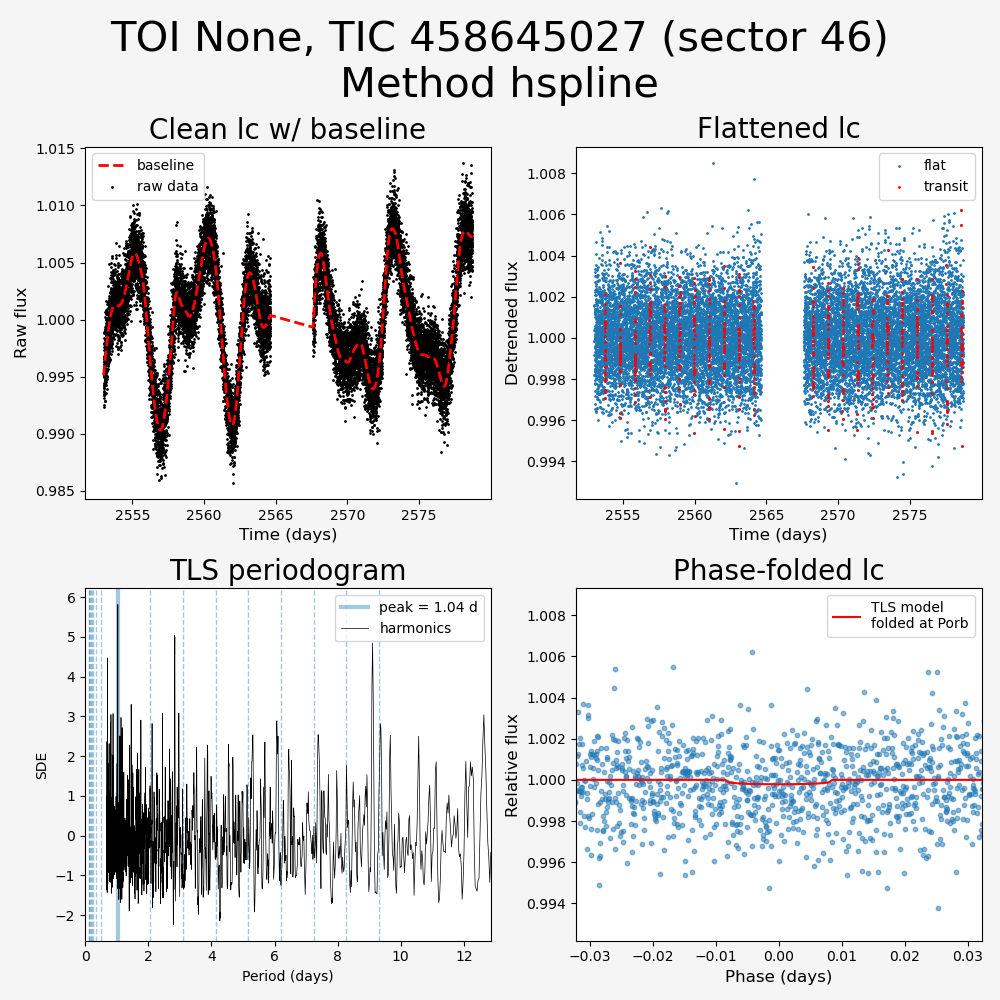 TOI None, TIC 458645027 (sector 46)
Method hspline
Clean lc w/ baseline
Flattened lc
1.015
1.010
1.005
1.000
0.995
0.990
0.985
Raw flux
baseline
raw data
2555
2560
2565
2570
2575
Time (days)
1.008
1.006
1.004
1.002
1.000
0.998
0.996
0.994
Detrended flux
flat
transit
2555
2560
2565
2570
2575
Time (days)
TLS periodogram
Phase-folded lc
6
5
4
3
2
1
0
−1
−2
SDE
peak = 1.04 d
harmonics
0
2
4
6
8
10
12
Period (days)
1.008
1.006
1.004
1.002
1.000
0.998
0.996
0.994
Relative flux
TLS model
folded at Porb
−0.03
−0.02
−0.01
0.00
0.01
0.02
0.03
Phase (days)